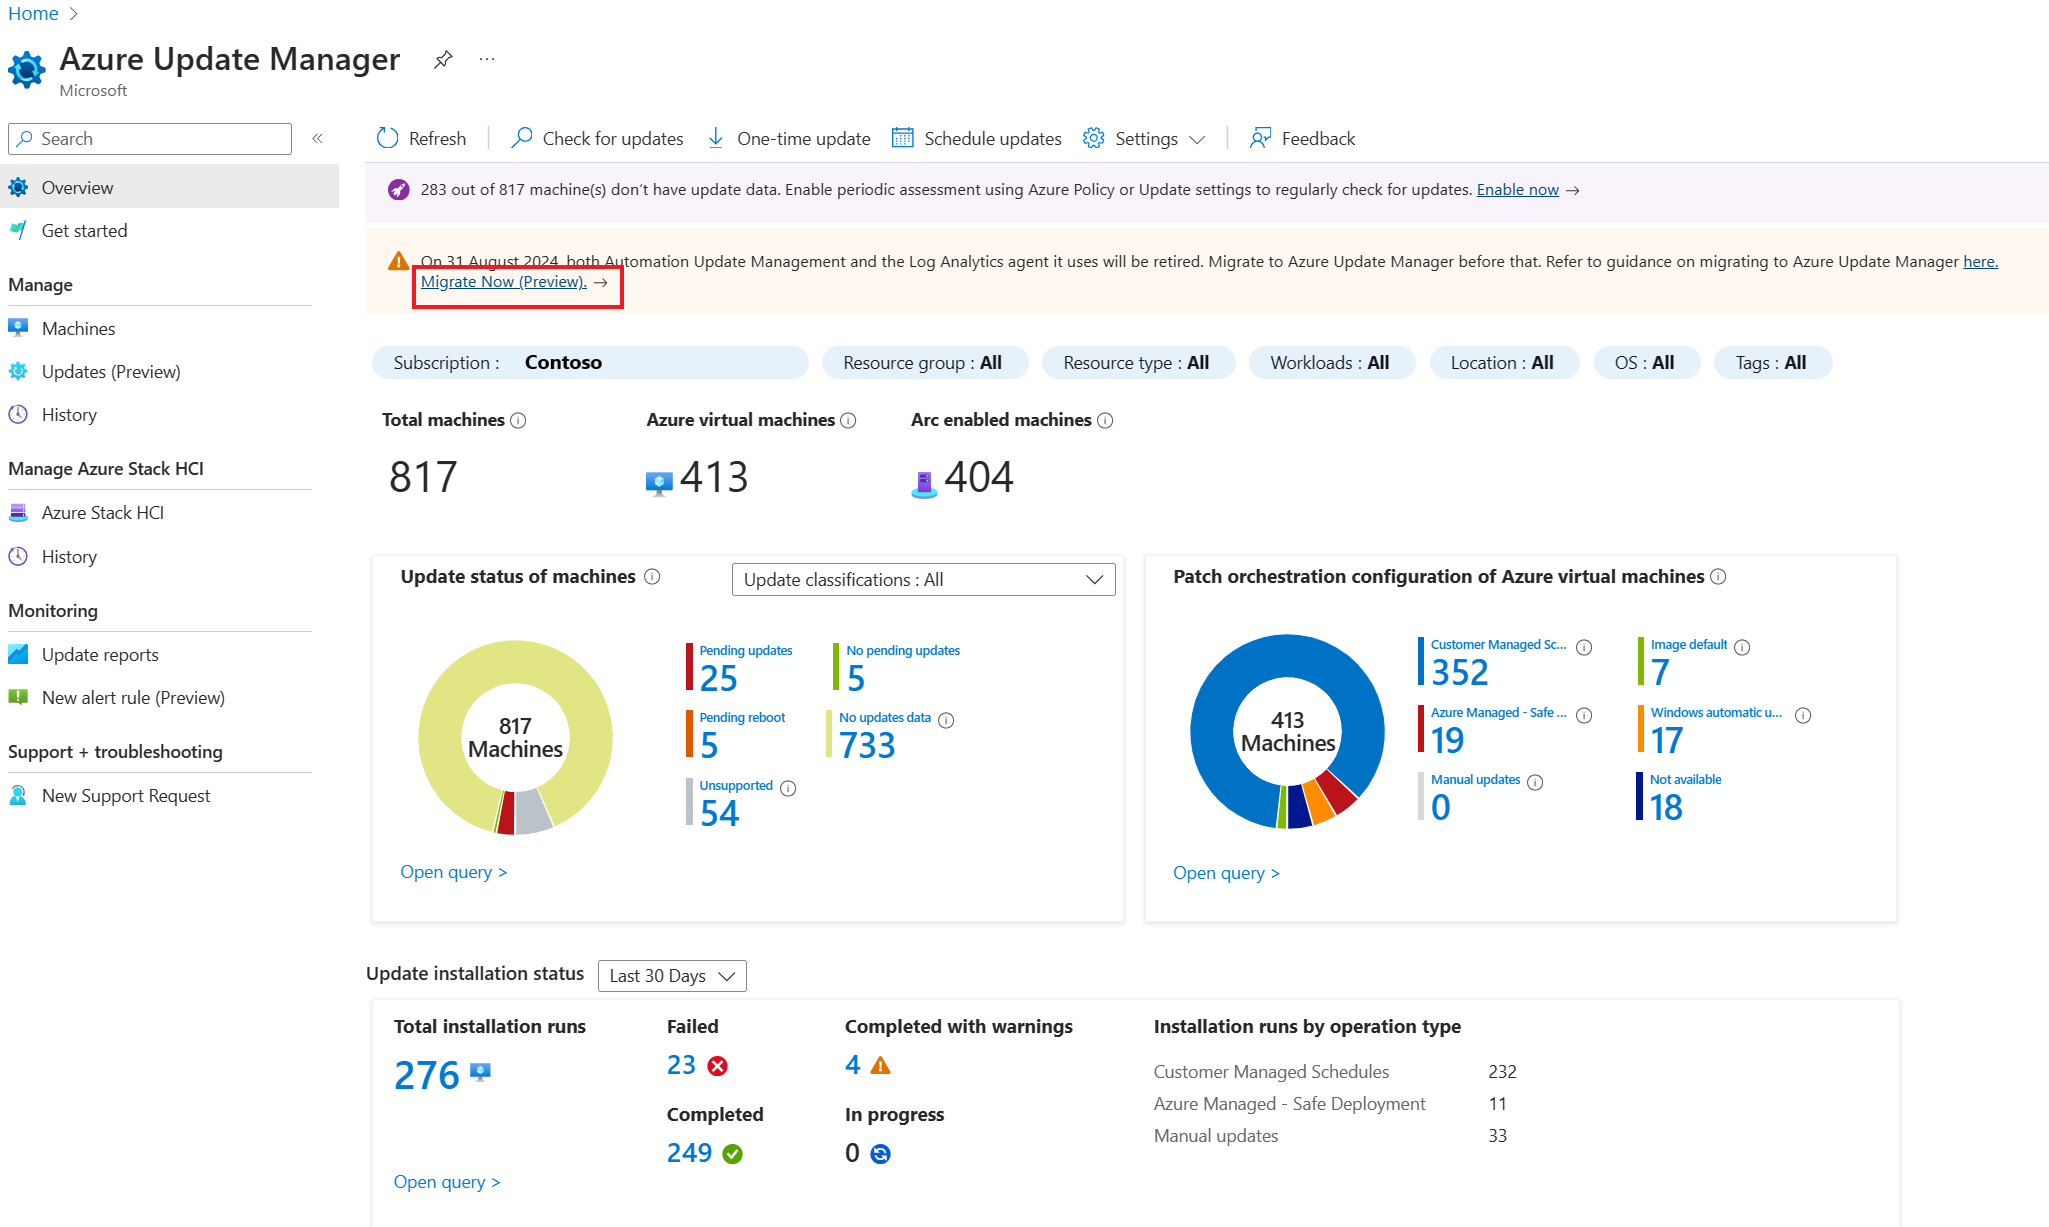 Home
Azure Update Manager
Microsoft
Search
Overview
Get started
Manage
Machines
Updates (Preview)
History
Manage Azure Stack HCI
Azure Stack HCI
History
Monitoring
Update reports
New alert rule (Preview)
Support + troubleshooting
New Support Request
Refresh
Check for updates
One-time update
Schedule updates
Settings
Feedback
283 out of 817 machine(s) don't have update data. Enable periodic assessment using Azure Policy or Update settings to regularly check for updates. Enable now →
On 31 August 2024, both Automation Update Management and the Log Analytics agent it uses will be retired. Migrate to Azure Update Manager before that. Refer to guidance on migrating to Azure Update Manager here.
Migrate Now (Preview). →
Subscription : Contoso
Resource group : All
Resource type : All
Workloads : All
Location : All
OS : All
Tags : All
Total machines
817
Azure virtual machines
413
Arc enabled machines
404
Update status of machines
Update classifications : All
817
Machines
Pending updates
25
No pending updates
5
Pending reboot
5
No updates data
733
Unsupported
54
Open query >
Patch orchestration configuration of Azure virtual machines
413
Machines
Customer Managed Sc...
352
Image default
7
Azure Managed - Safe ...
19
Windows automatic u...
17
Manual updates
0
Not available
18
Open query >
Update installation status
Last 30 Days
Total installation runs
276
Failed
23
Completed with warnings
4
Completed
249
In progress
0
Open query >
Installation runs by operation type
Customer Managed Schedules 232
Azure Managed - Safe Deployment 11
Manual updates 33